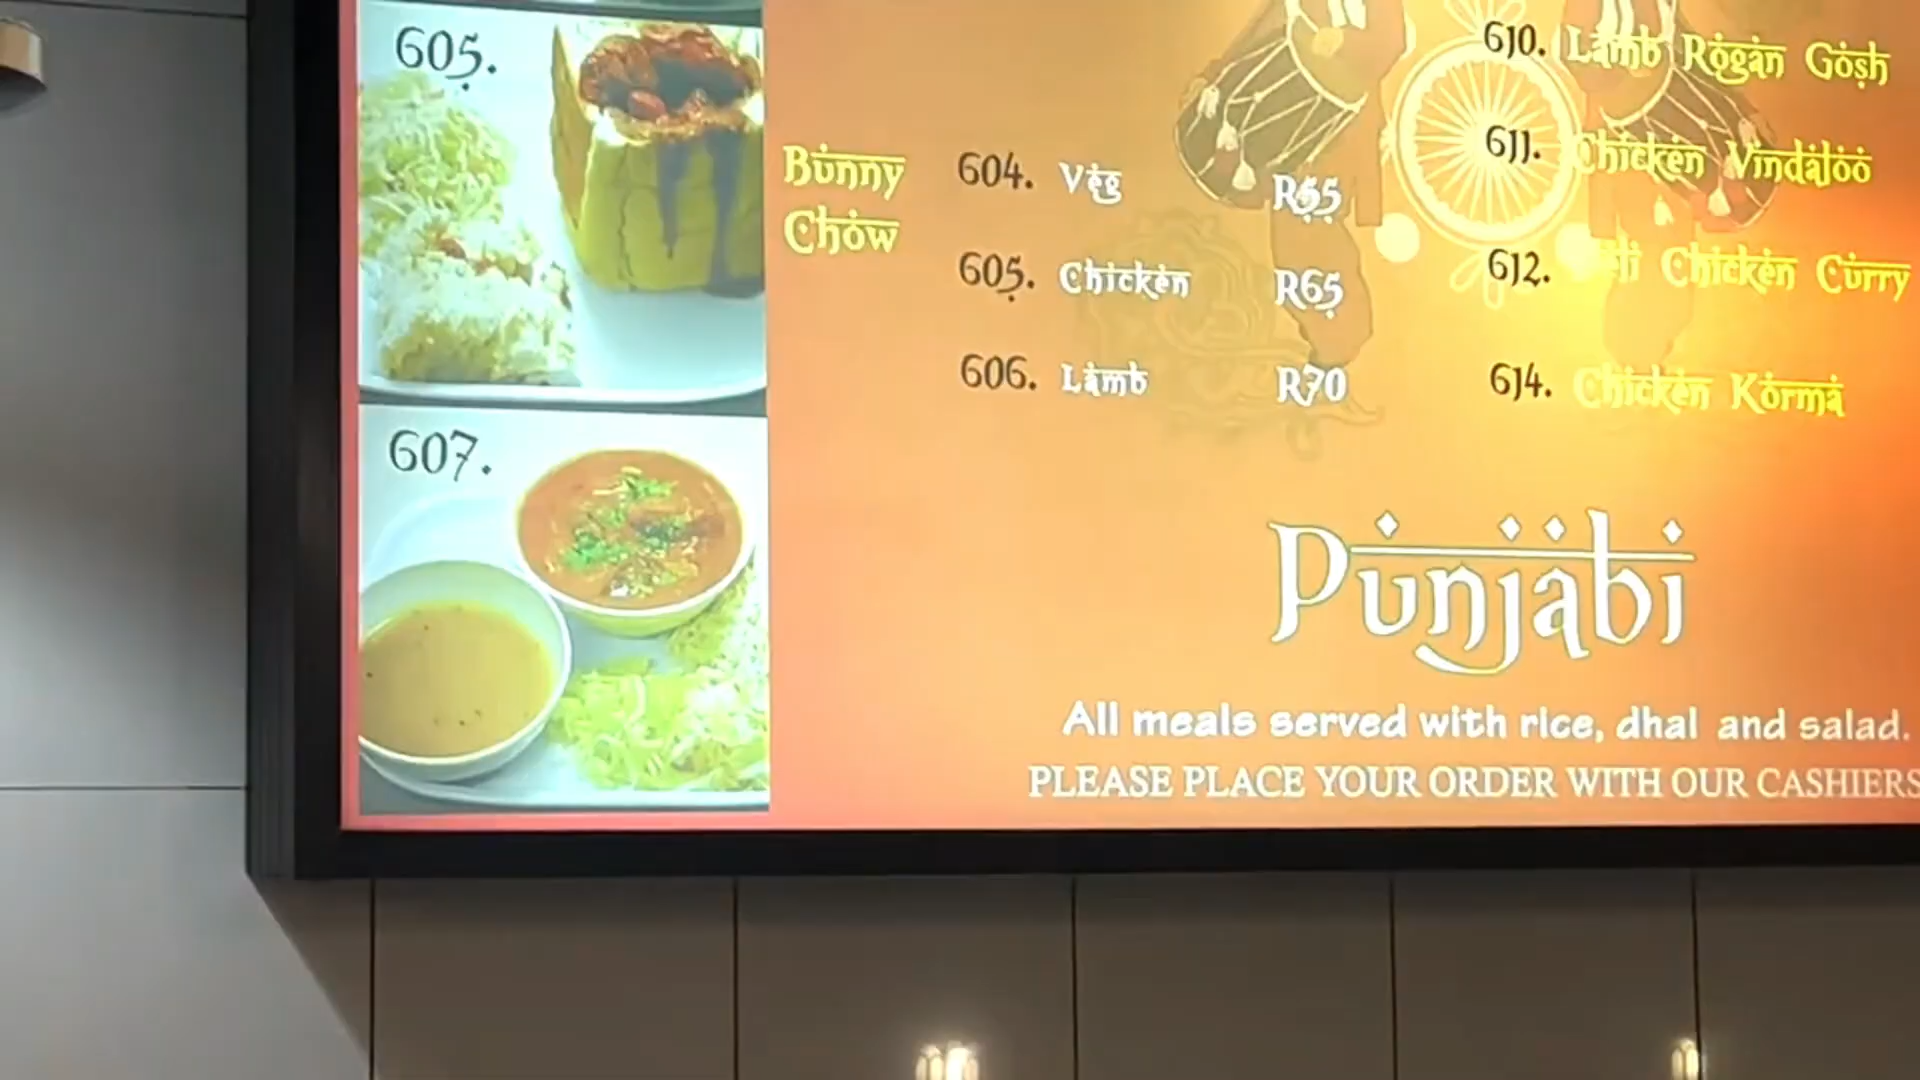 605.
607.
Bunny
Chow
604. Veg R55
605. Chicken R65
606. Lamb R70
610. Lamb Rogan Gosh
611. Chicken Vindaloo
612. Chicken Curry
614. Chicken Korma
Punjabi
All meals served with rice, dhal and salad.
PLEASE PLACE YOUR ORDER WITH OUR CASHIERS